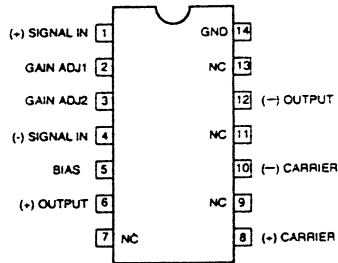 (+) SIGNAL IN 1 GND 14
GAIN ADJ1 2 NC 13
GAIN ADJ2 3 12 (−) OUTPUT
(-) SIGNAL IN 4 NC 11
BIAS 5 10 (−) CARRIER
(+) OUTPUT 6 NC 9
7 NC 8 (+) CARRIER